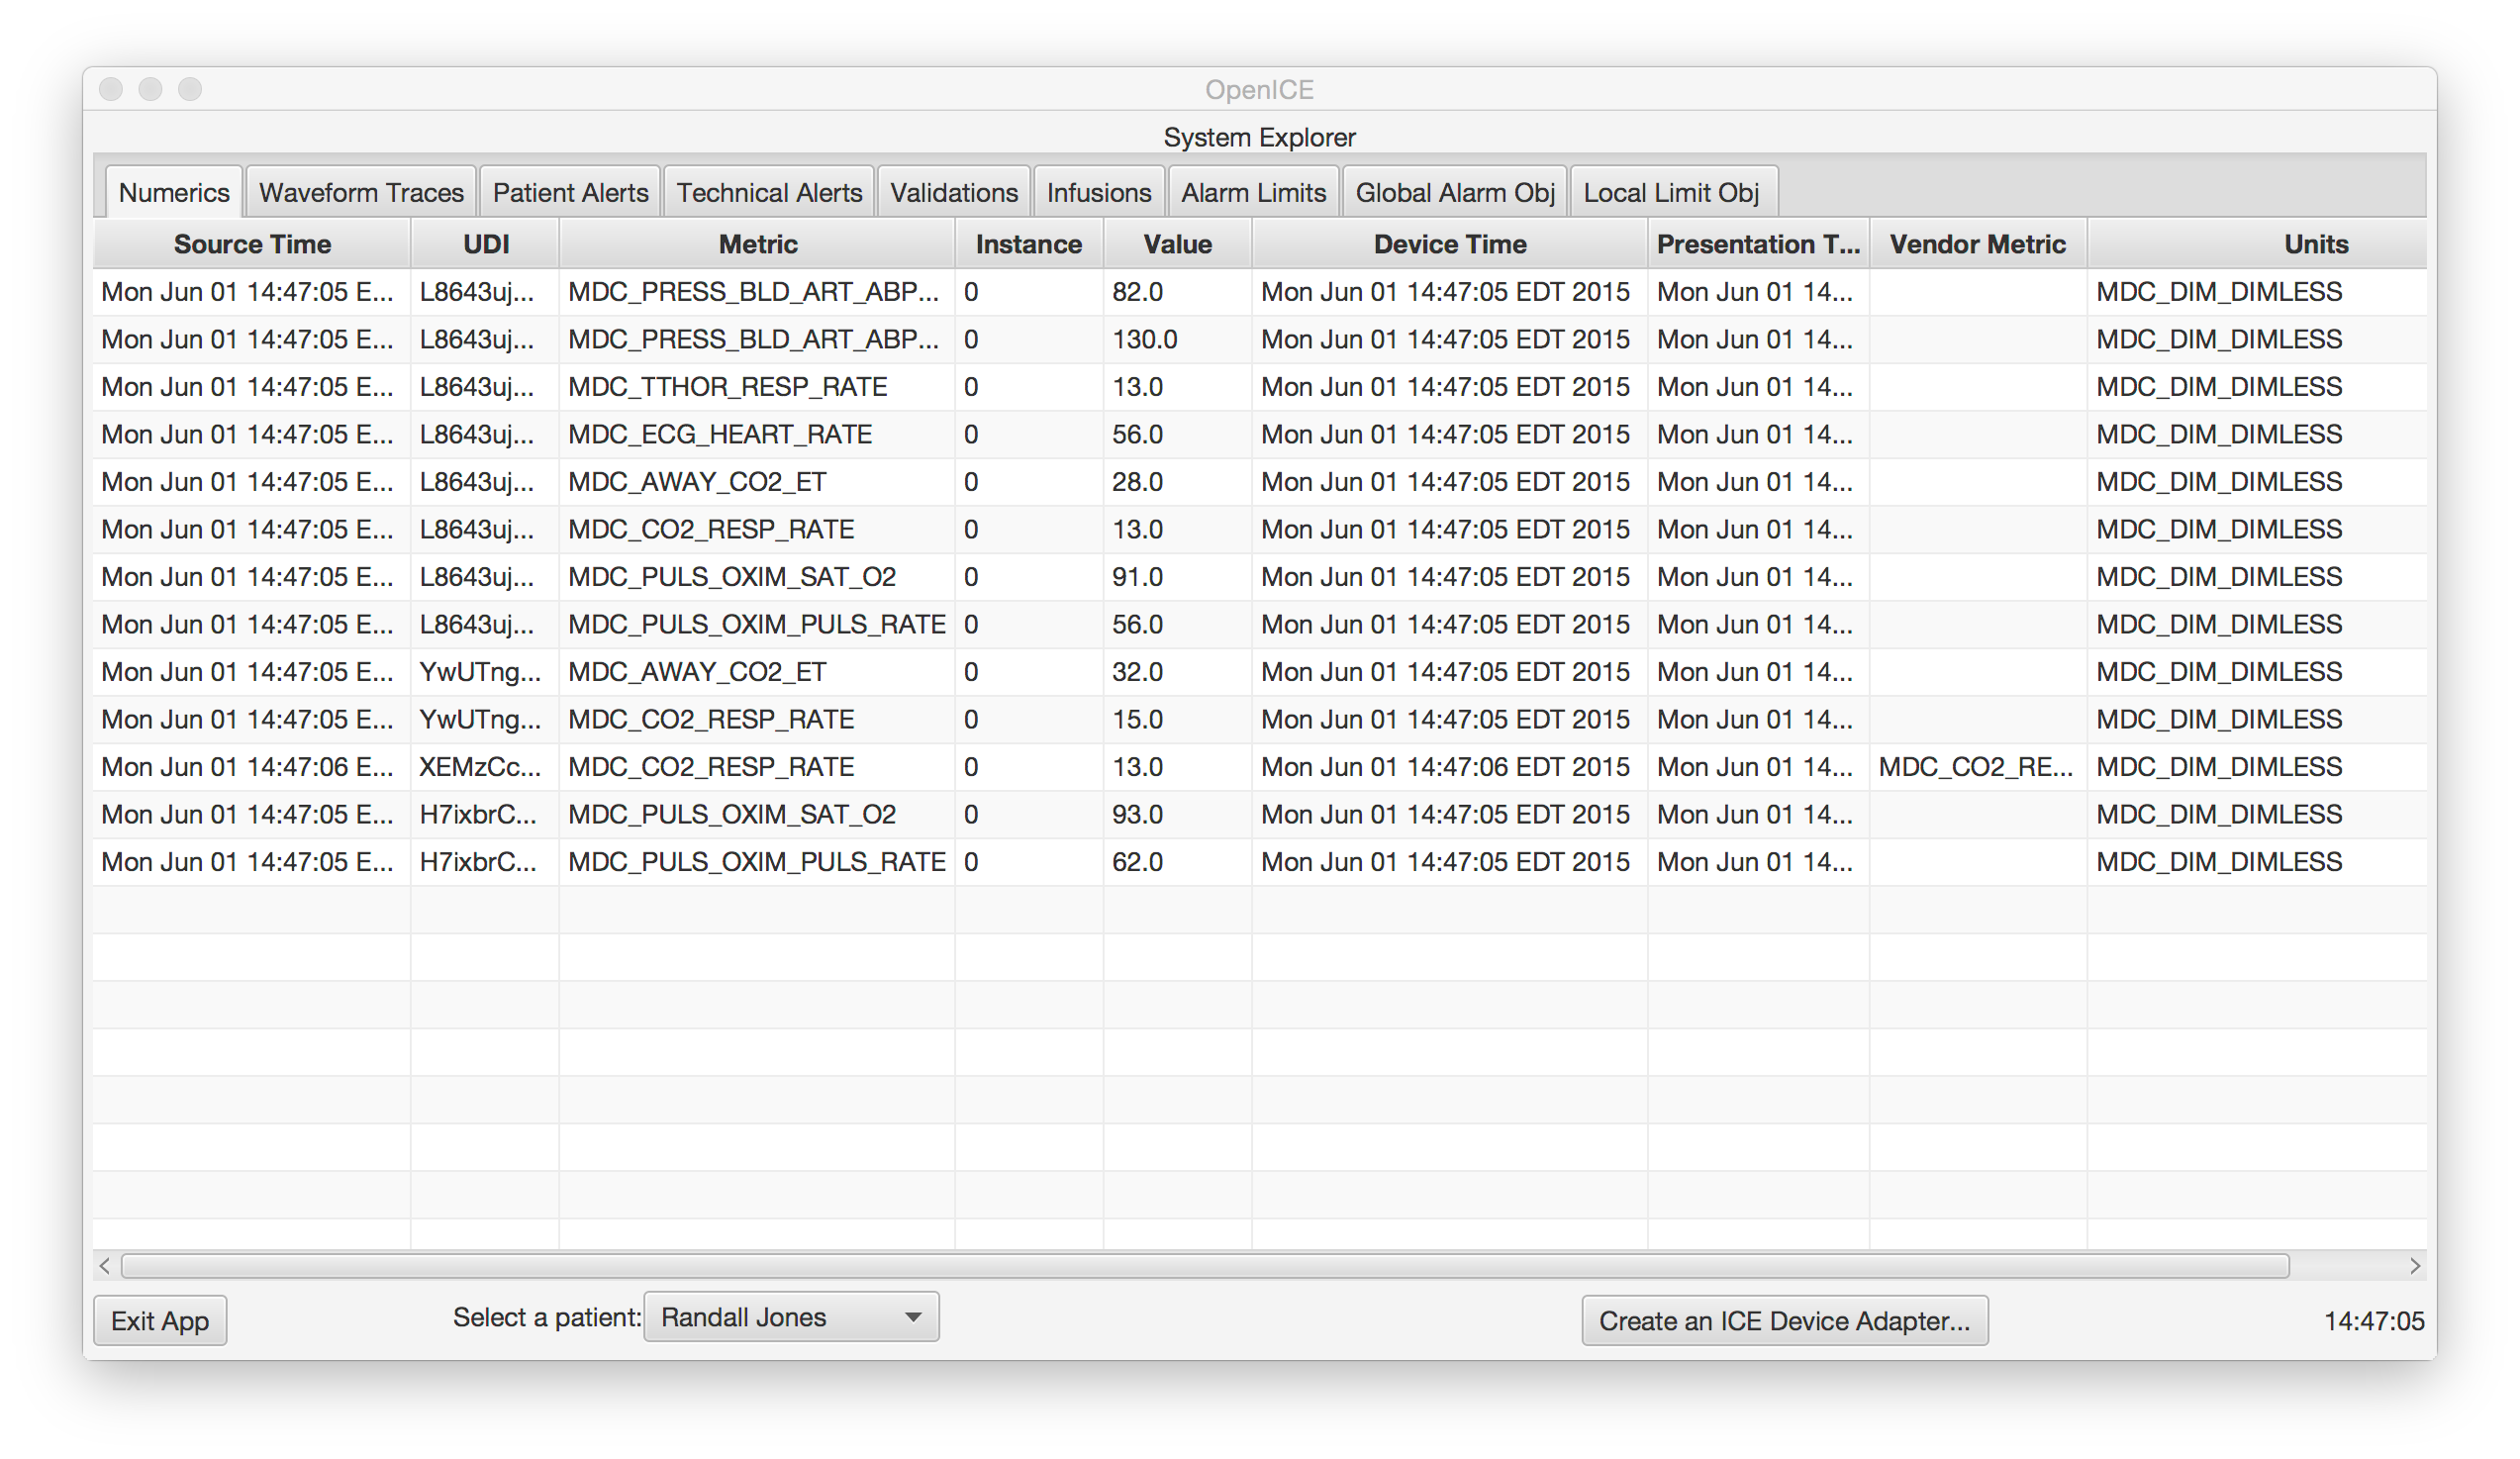 OpenICE
System Explorer
Numerics Waveform Traces Patient Alerts Technical Alerts Validations Infusions Alarm Limits Global Alarm Obj Local Limit Obj
Source Time UDI Metric Instance Value Device Time Presentation T... Vendor Metric Units
Mon Jun 01 14:47:05 E... L8643uj... MDC_PRESS_BLD_ART_ABP... 0 82.0 Mon Jun 01 14:47:05 EDT 2015 Mon Jun 01 14... MDC_DIM_DIMLESS
Mon Jun 01 14:47:05 E... L8643uj... MDC_PRESS_BLD_ART_ABP... 0 130.0 Mon Jun 01 14:47:05 EDT 2015 Mon Jun 01 14... MDC_DIM_DIMLESS
Mon Jun 01 14:47:05 E... L8643uj... MDC_TTHOR_RESP_RATE 0 13.0 Mon Jun 01 14:47:05 EDT 2015 Mon Jun 01 14... MDC_DIM_DIMLESS
Mon Jun 01 14:47:05 E... L8643uj... MDC_ECG_HEART_RATE 0 56.0 Mon Jun 01 14:47:05 EDT 2015 Mon Jun 01 14... MDC_DIM_DIMLESS
Mon Jun 01 14:47:05 E... L8643uj... MDC_AWAY_CO2_ET 0 28.0 Mon Jun 01 14:47:05 EDT 2015 Mon Jun 01 14... MDC_DIM_DIMLESS
Mon Jun 01 14:47:05 E... L8643uj... MDC_CO2_RESP_RATE 0 13.0 Mon Jun 01 14:47:05 EDT 2015 Mon Jun 01 14... MDC_DIM_DIMLESS
Mon Jun 01 14:47:05 E... L8643uj... MDC_PULS_OXIM_SAT_O2 0 91.0 Mon Jun 01 14:47:05 EDT 2015 Mon Jun 01 14... MDC_DIM_DIMLESS
Mon Jun 01 14:47:05 E... L8643uj... MDC_PULS_OXIM_PULS_RATE 0 56.0 Mon Jun 01 14:47:05 EDT 2015 Mon Jun 01 14... MDC_DIM_DIMLESS
Mon Jun 01 14:47:05 E... YwUTng... MDC_AWAY_CO2_ET 0 32.0 Mon Jun 01 14:47:05 EDT 2015 Mon Jun 01 14... MDC_DIM_DIMLESS
Mon Jun 01 14:47:05 E... YwUTng... MDC_CO2_RESP_RATE 0 15.0 Mon Jun 01 14:47:05 EDT 2015 Mon Jun 01 14... MDC_DIM_DIMLESS
Mon Jun 01 14:47:06 E... XEMzCc... MDC_CO2_RESP_RATE 0 13.0 Mon Jun 01 14:47:06 EDT 2015 Mon Jun 01 14... MDC_CO2_RE... MDC_DIM_DIMLESS
Mon Jun 01 14:47:05 E... H7ixbrC... MDC_PULS_OXIM_SAT_O2 0 93.0 Mon Jun 01 14:47:05 EDT 2015 Mon Jun 01 14... MDC_DIM_DIMLESS
Mon Jun 01 14:47:05 E... H7ixbrC... MDC_PULS_OXIM_PULS_RATE 0 62.0 Mon Jun 01 14:47:05 EDT 2015 Mon Jun 01 14... MDC_DIM_DIMLESS
Exit App Select a patient: Randall Jones Create an ICE Device Adapter... 14:47:05